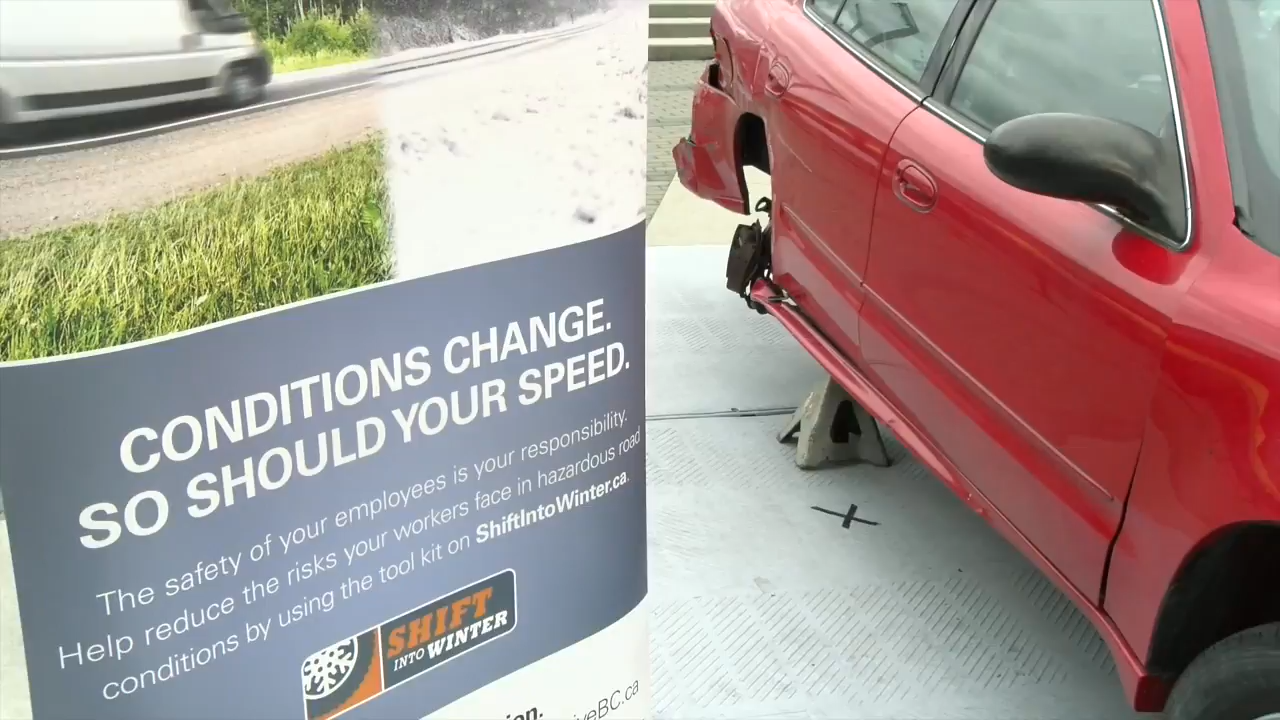 CONDITIONS CHANGE.
SO SHOULD YOUR SPEED.
The safety of your employees is your responsibility.
Help reduce the risks your workers face in hazardous road
conditions by using the tool kit on ShiftIntoWinter.ca.
SHIFT
INTO WINTER